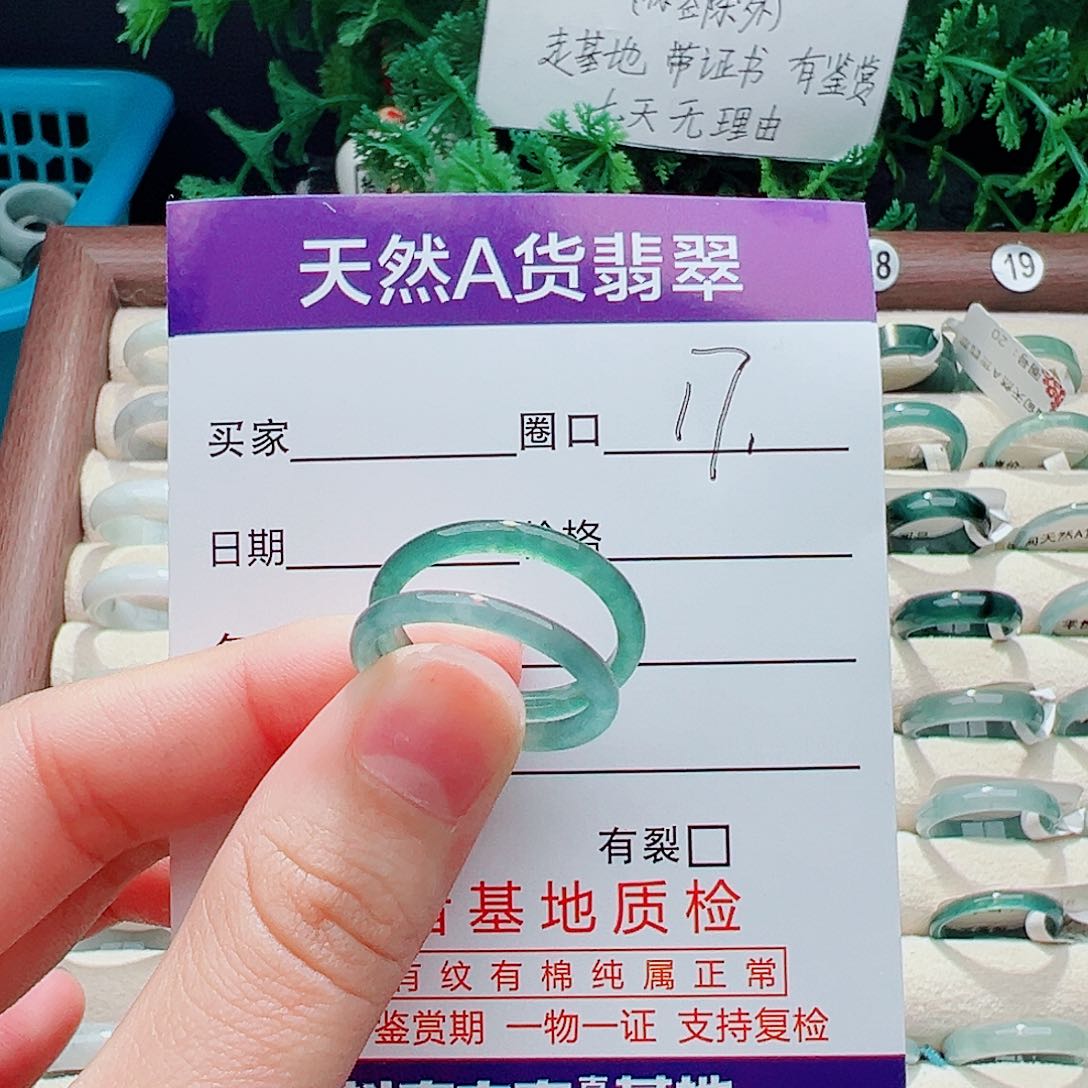 走基地 带证书 有鉴赏
七天无理由
8
19
天然A货翡翠
买家 圈口 17.
日期 价格
有裂□
基地质检
有纹有棉纯属正常
鉴赏期 一物一证 支持复检